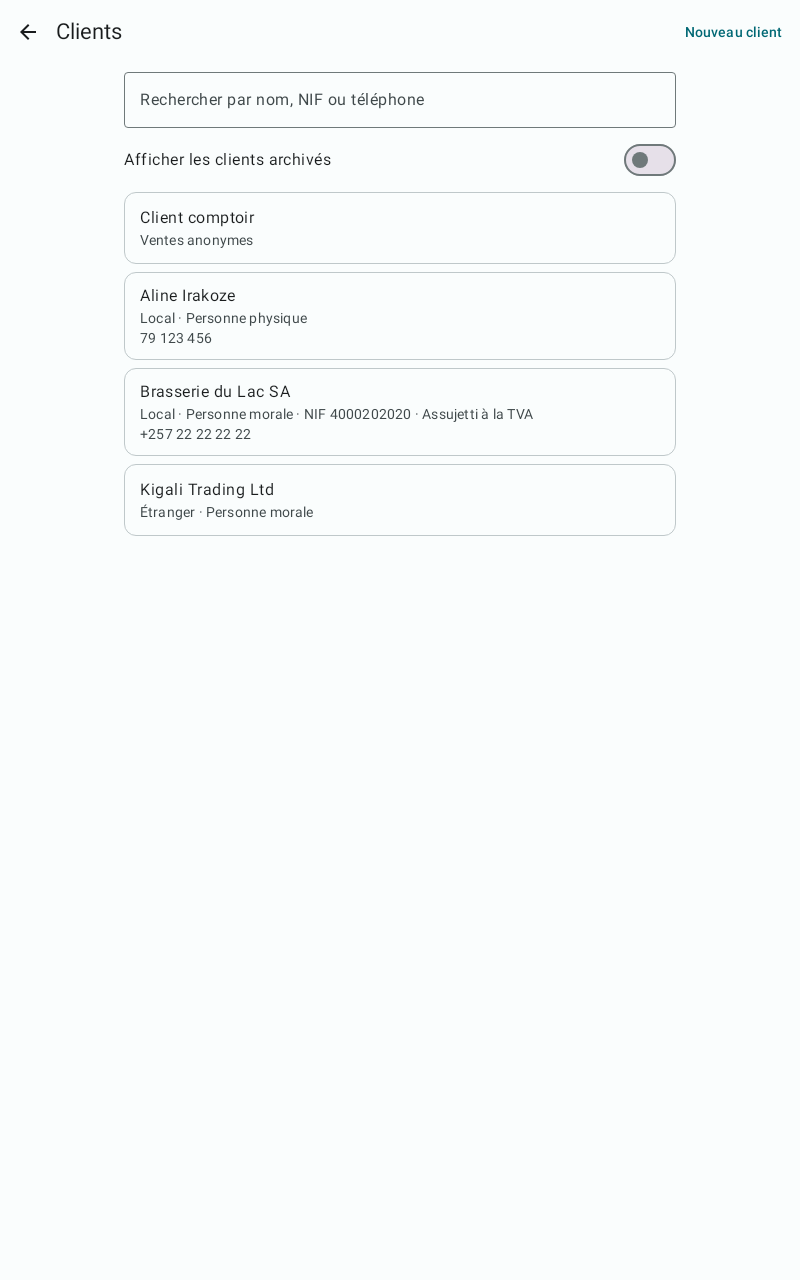 Clients
Nouveau client
Rechercher par nom, NIF ou téléphone
Afficher les clients archivés
Client comptoir
Ventes anonymes
Aline Irakoze
Local · Personne physique
79 123 456
Brasserie du Lac SA
Local · Personne morale · NIF 4000202020 · Assujetti à la TVA
+257 22 22 22 22
Kigali Trading Ltd
Étranger · Personne morale